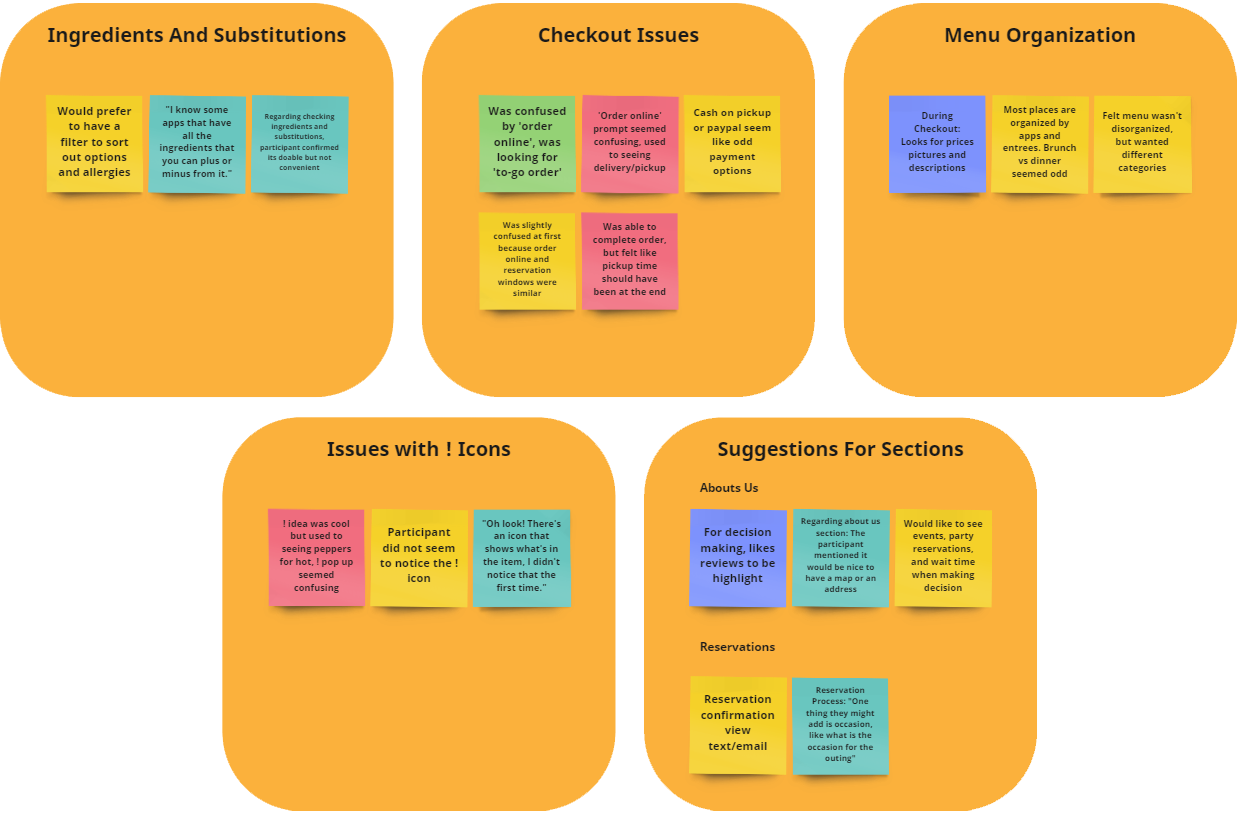 Ingredients And Substitutions
Would prefer
to have a
filter to sort
out options
and allergies
"I know some
apps that have
all the
ingredients that
you can plus or
minus from it."
Regarding checking
ingredients and
substitutions,
participant confirmed
its doable but not
convenient
Checkout Issues
Was confused
by 'order
online', was
looking for
'to-go order'
'Order online'
prompt seemed
confusing, used
to seeing
delivery/pickup
Cash on pickup
or paypal seem
like odd
payment
options
Was slightly
confused at first
because order
online and
reservation
windows were
similar
Was able to
complete order,
but felt like
pickup time
should have
been at the end
Menu Organization
During
Checkout:
Looks for prices
pictures and
descriptions
Most places are
organized by
apps and
entrees. Brunch
vs dinner
seemed odd
Felt menu wasn't
disorganized,
but wanted
different
categories
Issues with ! Icons
! idea was cool
but used to
seeing peppers
for hot, ! pop up
seemed
confusing
Participant
did not seem
to notice the !
icon
"Oh look! There's
an icon that
shows what's in
the item, I didn't
notice that the
first time."
Suggestions For Sections
Abouts Us
For decision
making, likes
reviews to be
highlight
Regarding about us
section: The
participant
mentioned it
would be nice to
have a map or an
address
Would like to see
events, party
reservations,
and wait time
when making
decision
Reservations
Reservation
confirmation
view
text/email
Reservation
Process: "One
thing they might
add is occasion,
like what is the
occasion for the
outing"